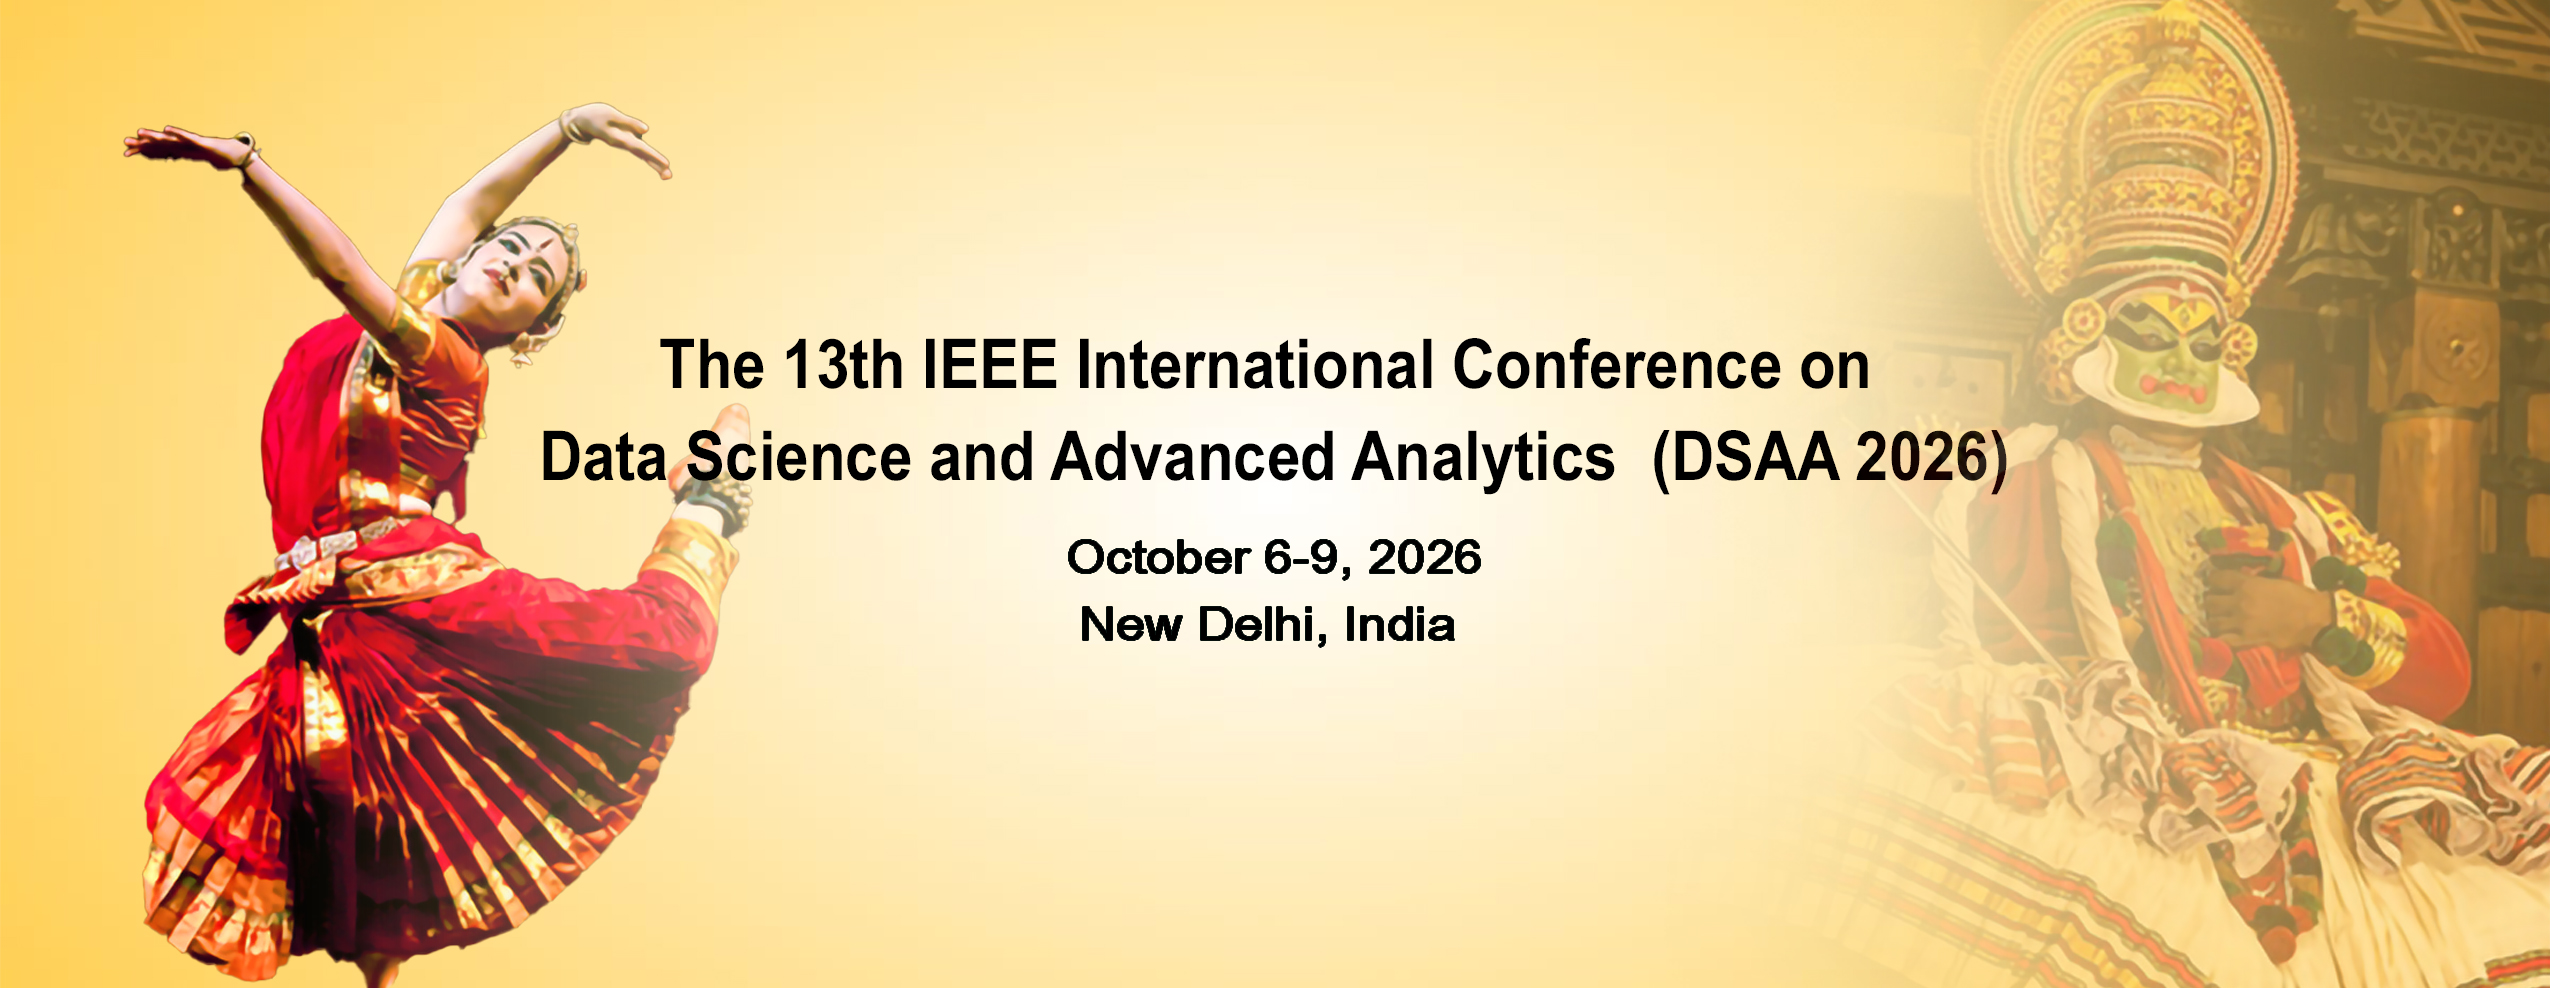 The 13th IEEE International Conference on
Data Science and Advanced Analytics (DSAA 2026)
October 6-9, 2026
New Delhi, India